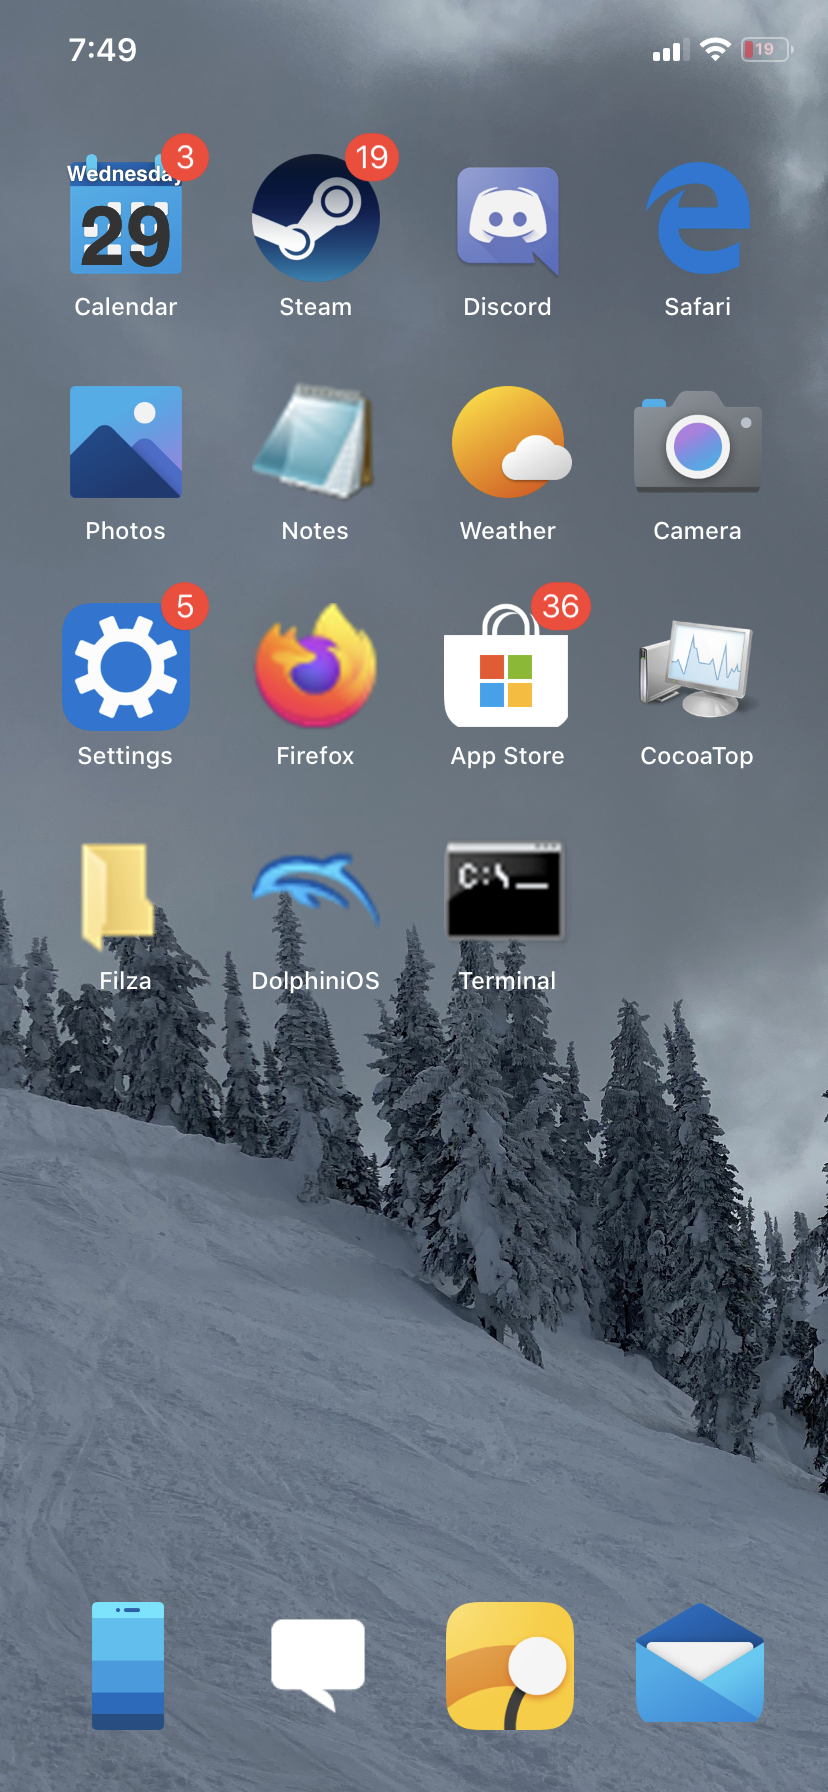 7:49
19
3
19
Wednesday
29
Calendar
Steam
Discord
Safari
Photos
Notes
Weather
Camera
5
36
Settings
Firefox
App Store
CocoaTop
C:\_
Filza
DolphiniOS
Terminal